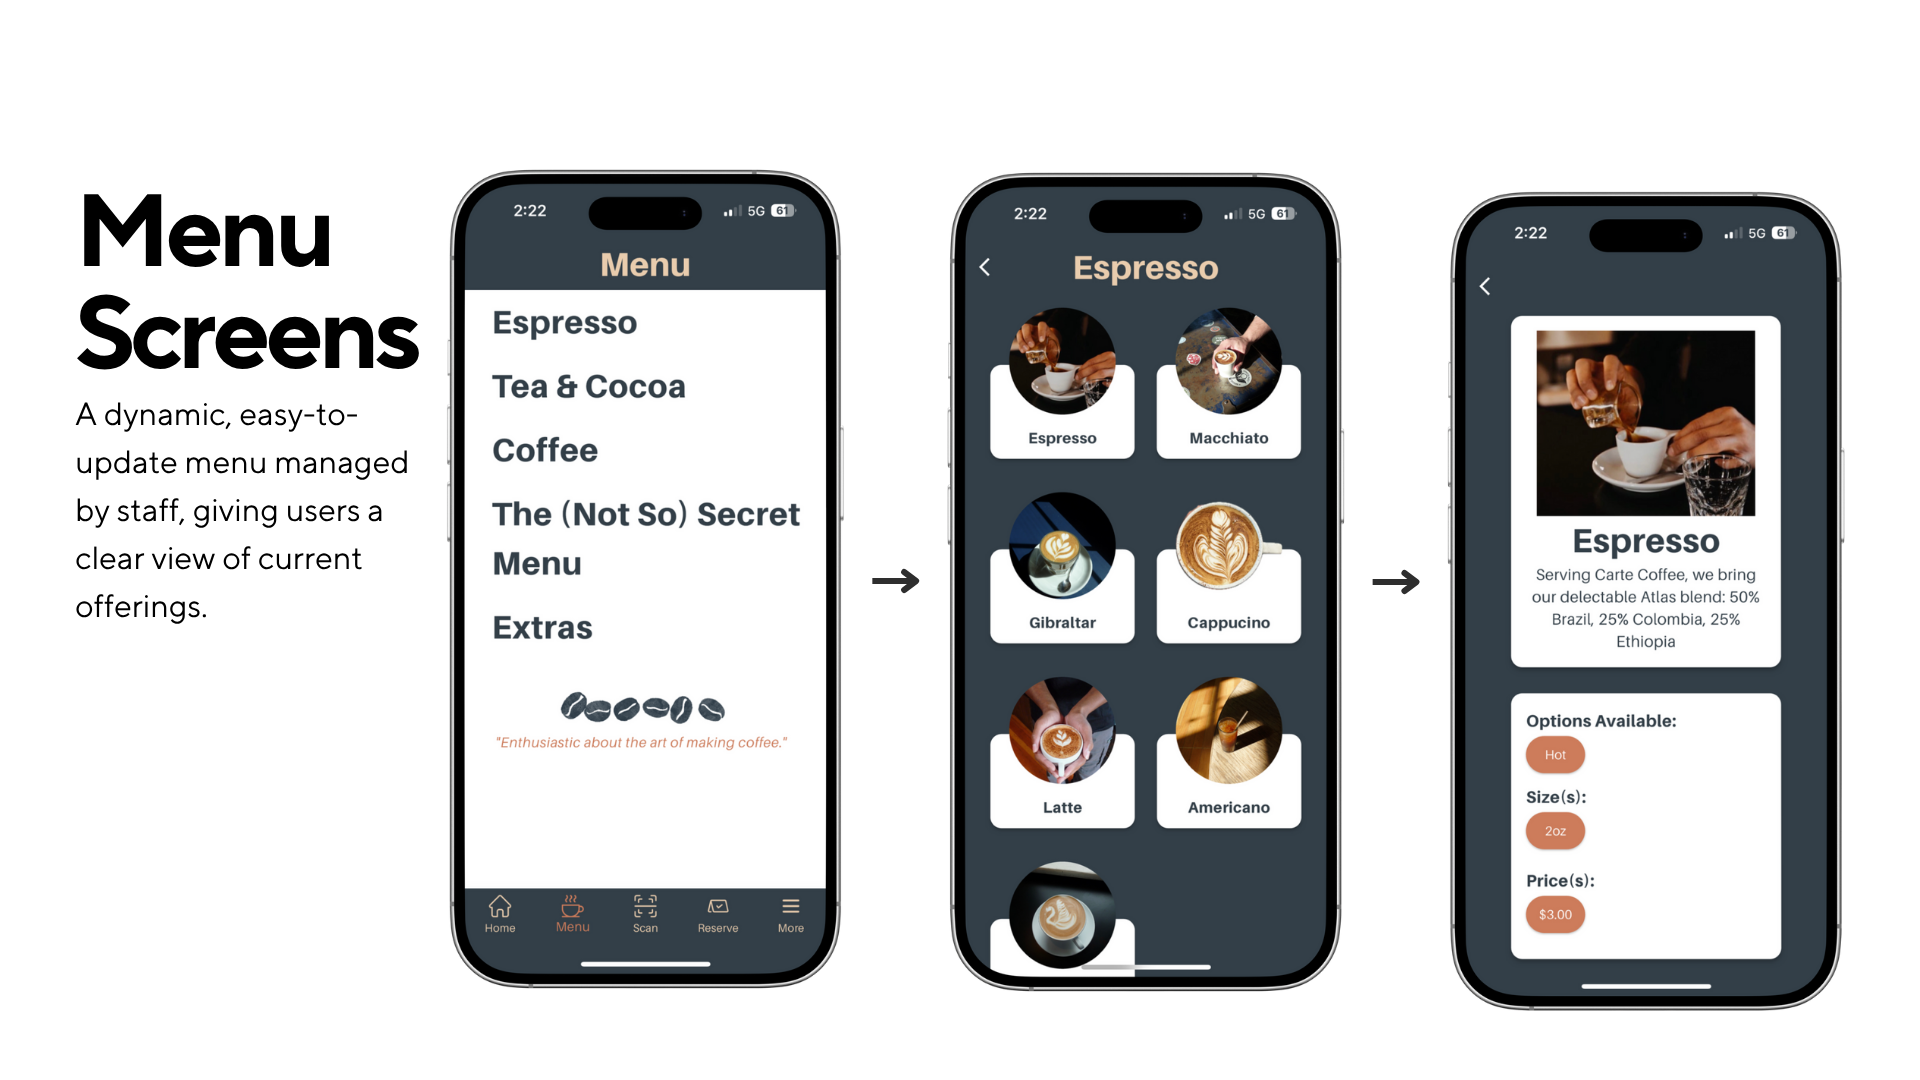 Menu
Screens
A dynamic, easy-to-
update menu managed
by staff, giving users a
clear view of current
offerings.
2:22
5G 61
Menu
Espresso
Tea & Cocoa
Coffee
The (Not So) Secret
Menu
Extras
"Enthusiastic about the art of making coffee."
Home
Menu
Scan
Reserve
More
2:22
5G 61
Espresso
Espresso
Macchiato
Gibraltar
Cappucino
Latte
Americano
2:22
5G 61
Espresso
Serving Carte Coffee, we bring
our delectable Atlas blend: 50%
Brazil, 25% Colombia, 25%
Ethiopia
Options Available:
Hot
Size(s):
2oz
Price(s):
$3.00